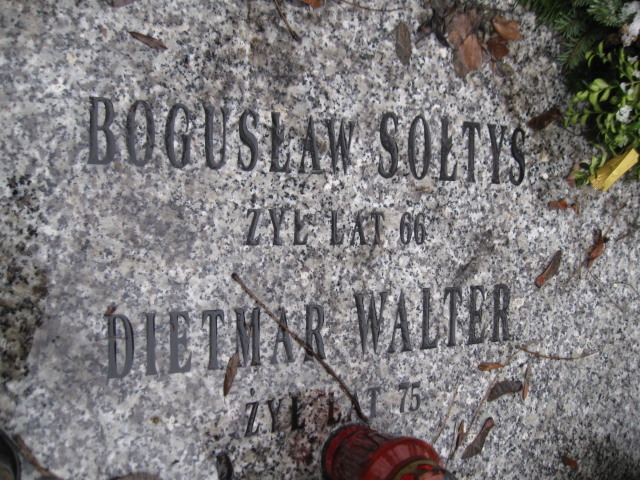 BOGUSŁAW SOŁTYS
ŻYŁ LAT 66
DIETMAR WALTER
ŻYŁ LAT 75